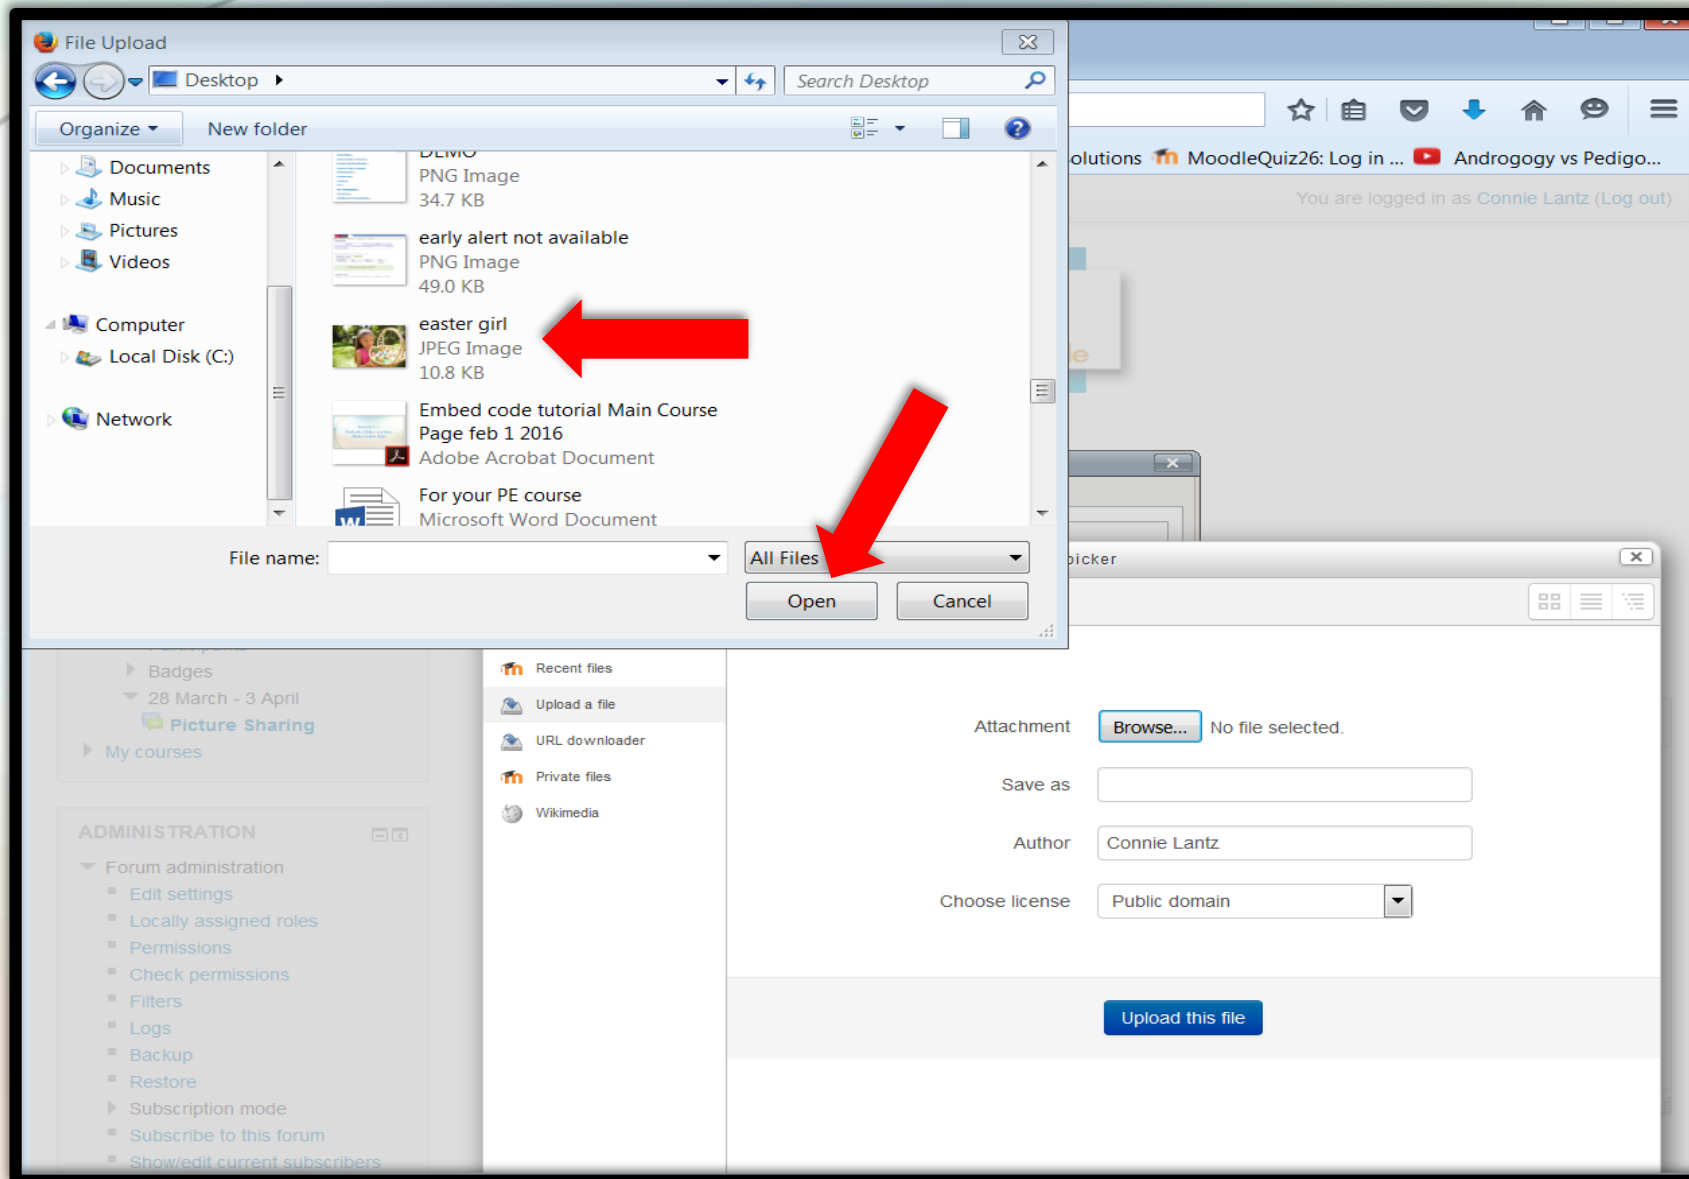 File Upload
Desktop
Search Desktop
Organize
New folder
Documents
Music
Pictures
Videos
Computer
Local Disk (C:)
Network
DEMO
PNG Image
34.7 KB
early alert not available
PNG Image
49.0 KB
easter girl
JPEG Image
10.8 KB
Embed code tutorial Main Course
Page feb 1 2016
Adobe Acrobat Document
For your PE course
Microsoft Word Document
File name:
All Files
Open
Cancel
olutions MoodleQuiz26: Log in ... Androgogy vs Pedigo...
You are logged in as Connie Lantz (Log out)
picker
Participants
Badges
28 March - 3 April
Picture Sharing
My courses
ADMINISTRATION
Forum administration
Edit settings
Locally assigned roles
Permissions
Check permissions
Filters
Logs
Backup
Restore
Subscription mode
Subscribe to this forum
Show/edit current subscribers
Recent files
Upload a file
URL downloader
Private files
Wikimedia
Attachment Browse... No file selected.
Save as
Author Connie Lantz
Choose license Public domain
Upload this file